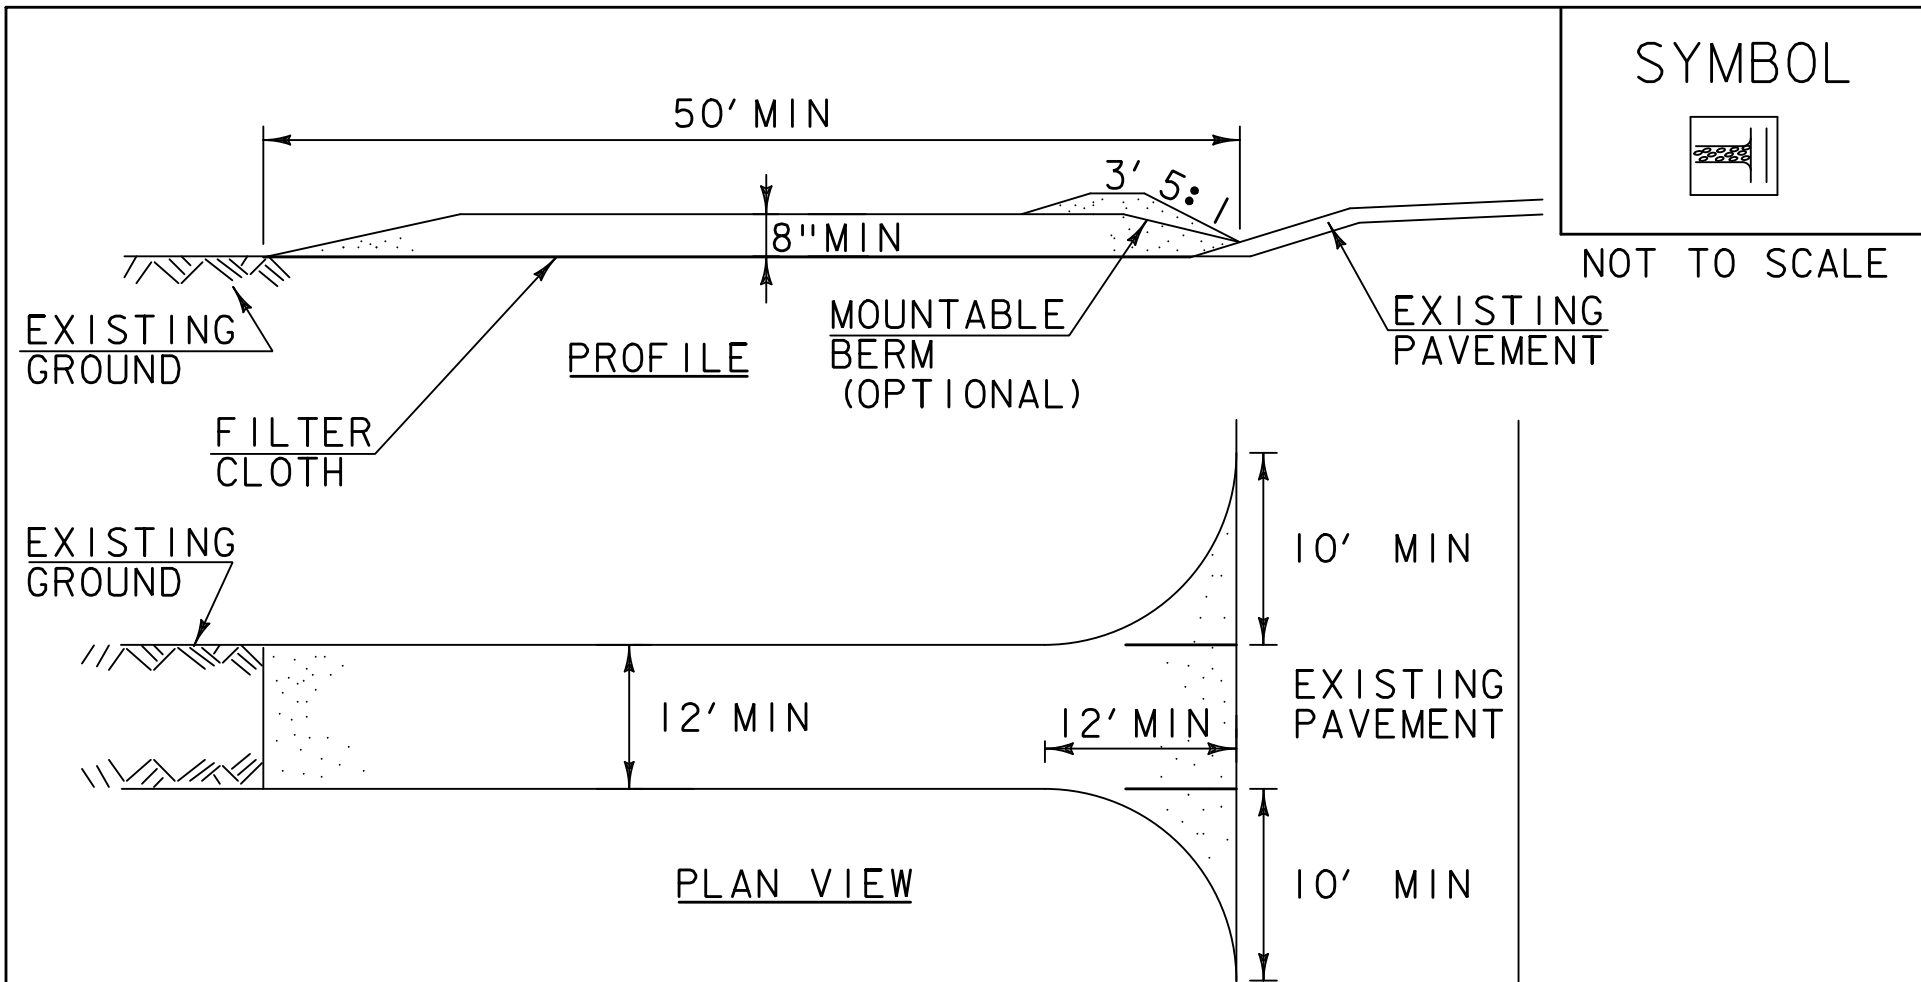 SYMBOL
NOT TO SCALE
50' MIN
3' 5:1
8" MIN
EXISTING
GROUND
PROFILE
MOUNTABLE
BERM
(OPTIONAL)
EXISTING
PAVEMENT
FILTER
CLOTH
EXISTING
GROUND
10' MIN
12' MIN
12' MIN
EXISTING
PAVEMENT
10' MIN
PLAN VIEW